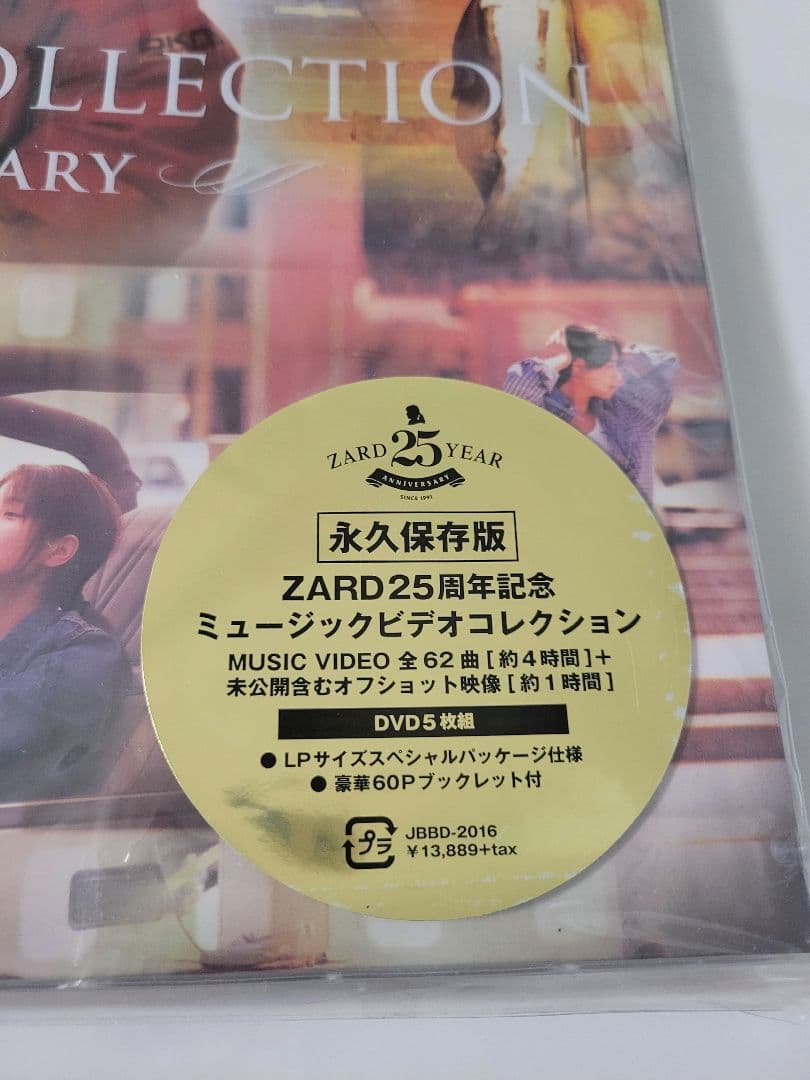 OLLECTION
ARY
ZARD 25 YEAR
ANNIVERSARY
SINCE 1991
永久保存版
ZARD25周年記念
ミュージックビデオコレクション
MUSIC VIDEO 全62曲[約4時間]+
未公開含むオフショット映像[約1時間]
DVD5枚組
● LPサイズスペシャルパッケージ仕様
● 豪華60Pブックレット付
プラ
JBBD-2016
¥13,889+tax